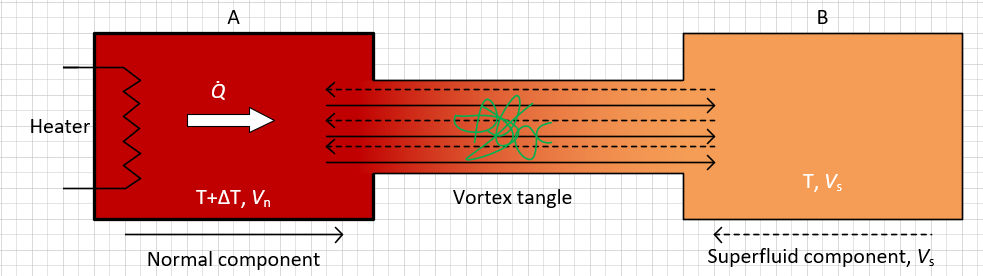 A
B
Q̇
Heater
T+ΔT, Vn
T, Vs
Vortex tangle
Normal component
Superfluid component, Vs